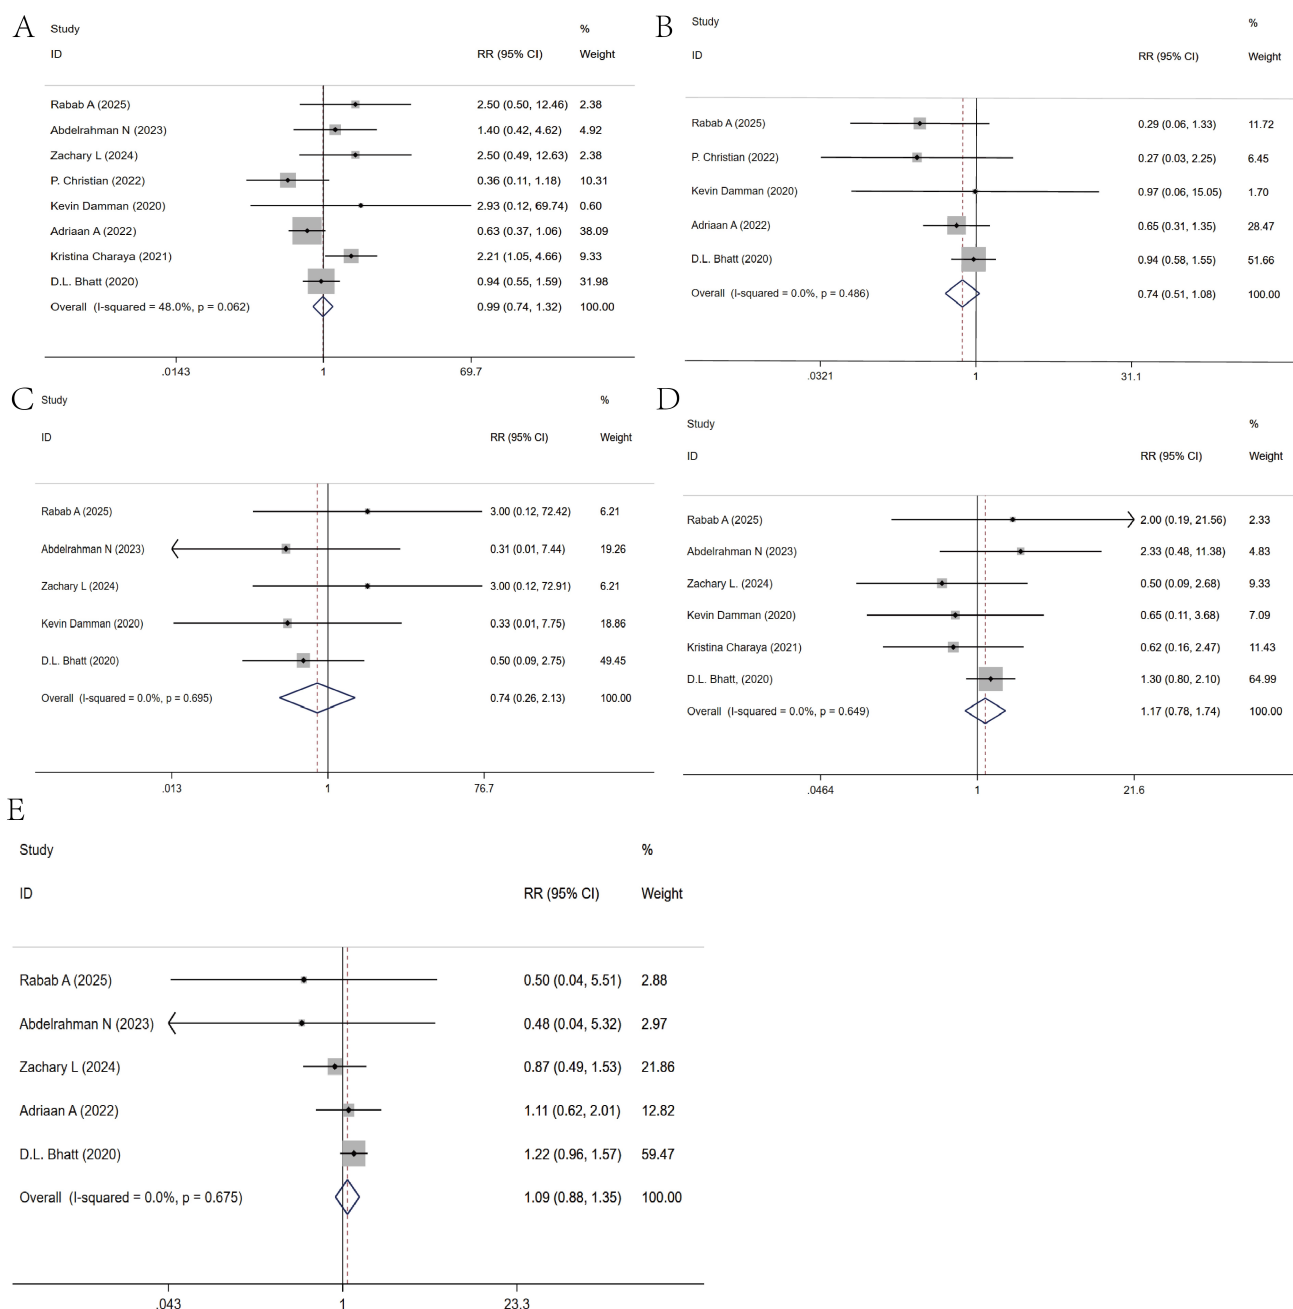 A
Study %
ID RR (95% CI) Weight
Rabab A (2025) 2.50 (0.50, 12.46) 2.38
Abdelrahman N (2023) 1.40 (0.42, 4.62) 4.92
Zachary L (2024) 2.50 (0.49, 12.63) 2.38
P. Christian (2022) 0.36 (0.11, 1.18) 10.31
Kevin Damman (2020) 2.93 (0.12, 69.74) 0.60
Adriaan A (2022) 0.63 (0.37, 1.06) 38.09
Kristina Charaya (2021) 2.21 (1.05, 4.66) 9.33
D.L. Bhatt (2020) 0.94 (0.55, 1.59) 31.98
Overall (I-squared = 48.0%, p = 0.062) 0.99 (0.74, 1.32) 100.00
.0143 1 69.7
B
Study %
ID RR (95% CI) Weight
Rabab A (2025) 0.29 (0.06, 1.33) 11.72
P. Christian (2022) 0.27 (0.03, 2.25) 6.45
Kevin Damman (2020) 0.97 (0.06, 15.05) 1.70
Adriaan A (2022) 0.65 (0.31, 1.35) 28.47
D.L. Bhatt (2020) 0.94 (0.58, 1.55) 51.66
Overall (I-squared = 0.0%, p = 0.486) 0.74 (0.51, 1.08) 100.00
.0321 1 31.1
C
Study %
ID RR (95% CI) Weight
Rabab A (2025) 3.00 (0.12, 72.42) 6.21
Abdelrahman N (2023) 0.31 (0.01, 7.44) 19.26
Zachary L (2024) 3.00 (0.12, 72.91) 6.21
Kevin Damman (2020) 0.33 (0.01, 7.75) 18.86
D.L. Bhatt (2020) 0.50 (0.09, 2.75) 49.45
Overall (I-squared = 0.0%, p = 0.695) 0.74 (0.26, 2.13) 100.00
.013 1 76.7
D
Study %
ID RR (95% CI) Weight
Rabab A (2025) 2.00 (0.19, 21.56) 2.33
Abdelrahman N (2023) 2.33 (0.48, 11.38) 4.83
Zachary L. (2024) 0.50 (0.09, 2.68) 9.33
Kevin Damman (2020) 0.65 (0.11, 3.68) 7.09
Kristina Charaya (2021) 0.62 (0.16, 2.47) 11.43
D.L. Bhatt, (2020) 1.30 (0.80, 2.10) 64.99
Overall (I-squared = 0.0%, p = 0.649) 1.17 (0.78, 1.74) 100.00
.0464 1 21.6
E
Study %
ID RR (95% CI) Weight
Rabab A (2025) 0.50 (0.04, 5.51) 2.88
Abdelrahman N (2023) 0.48 (0.04, 5.32) 2.97
Zachary L (2024) 0.87 (0.49, 1.53) 21.86
Adriaan A (2022) 1.11 (0.62, 2.01) 12.82
D.L. Bhatt (2020) 1.22 (0.96, 1.57) 59.47
Overall (I-squared = 0.0%, p = 0.675) 1.09 (0.88, 1.35) 100.00
.043 1 23.3